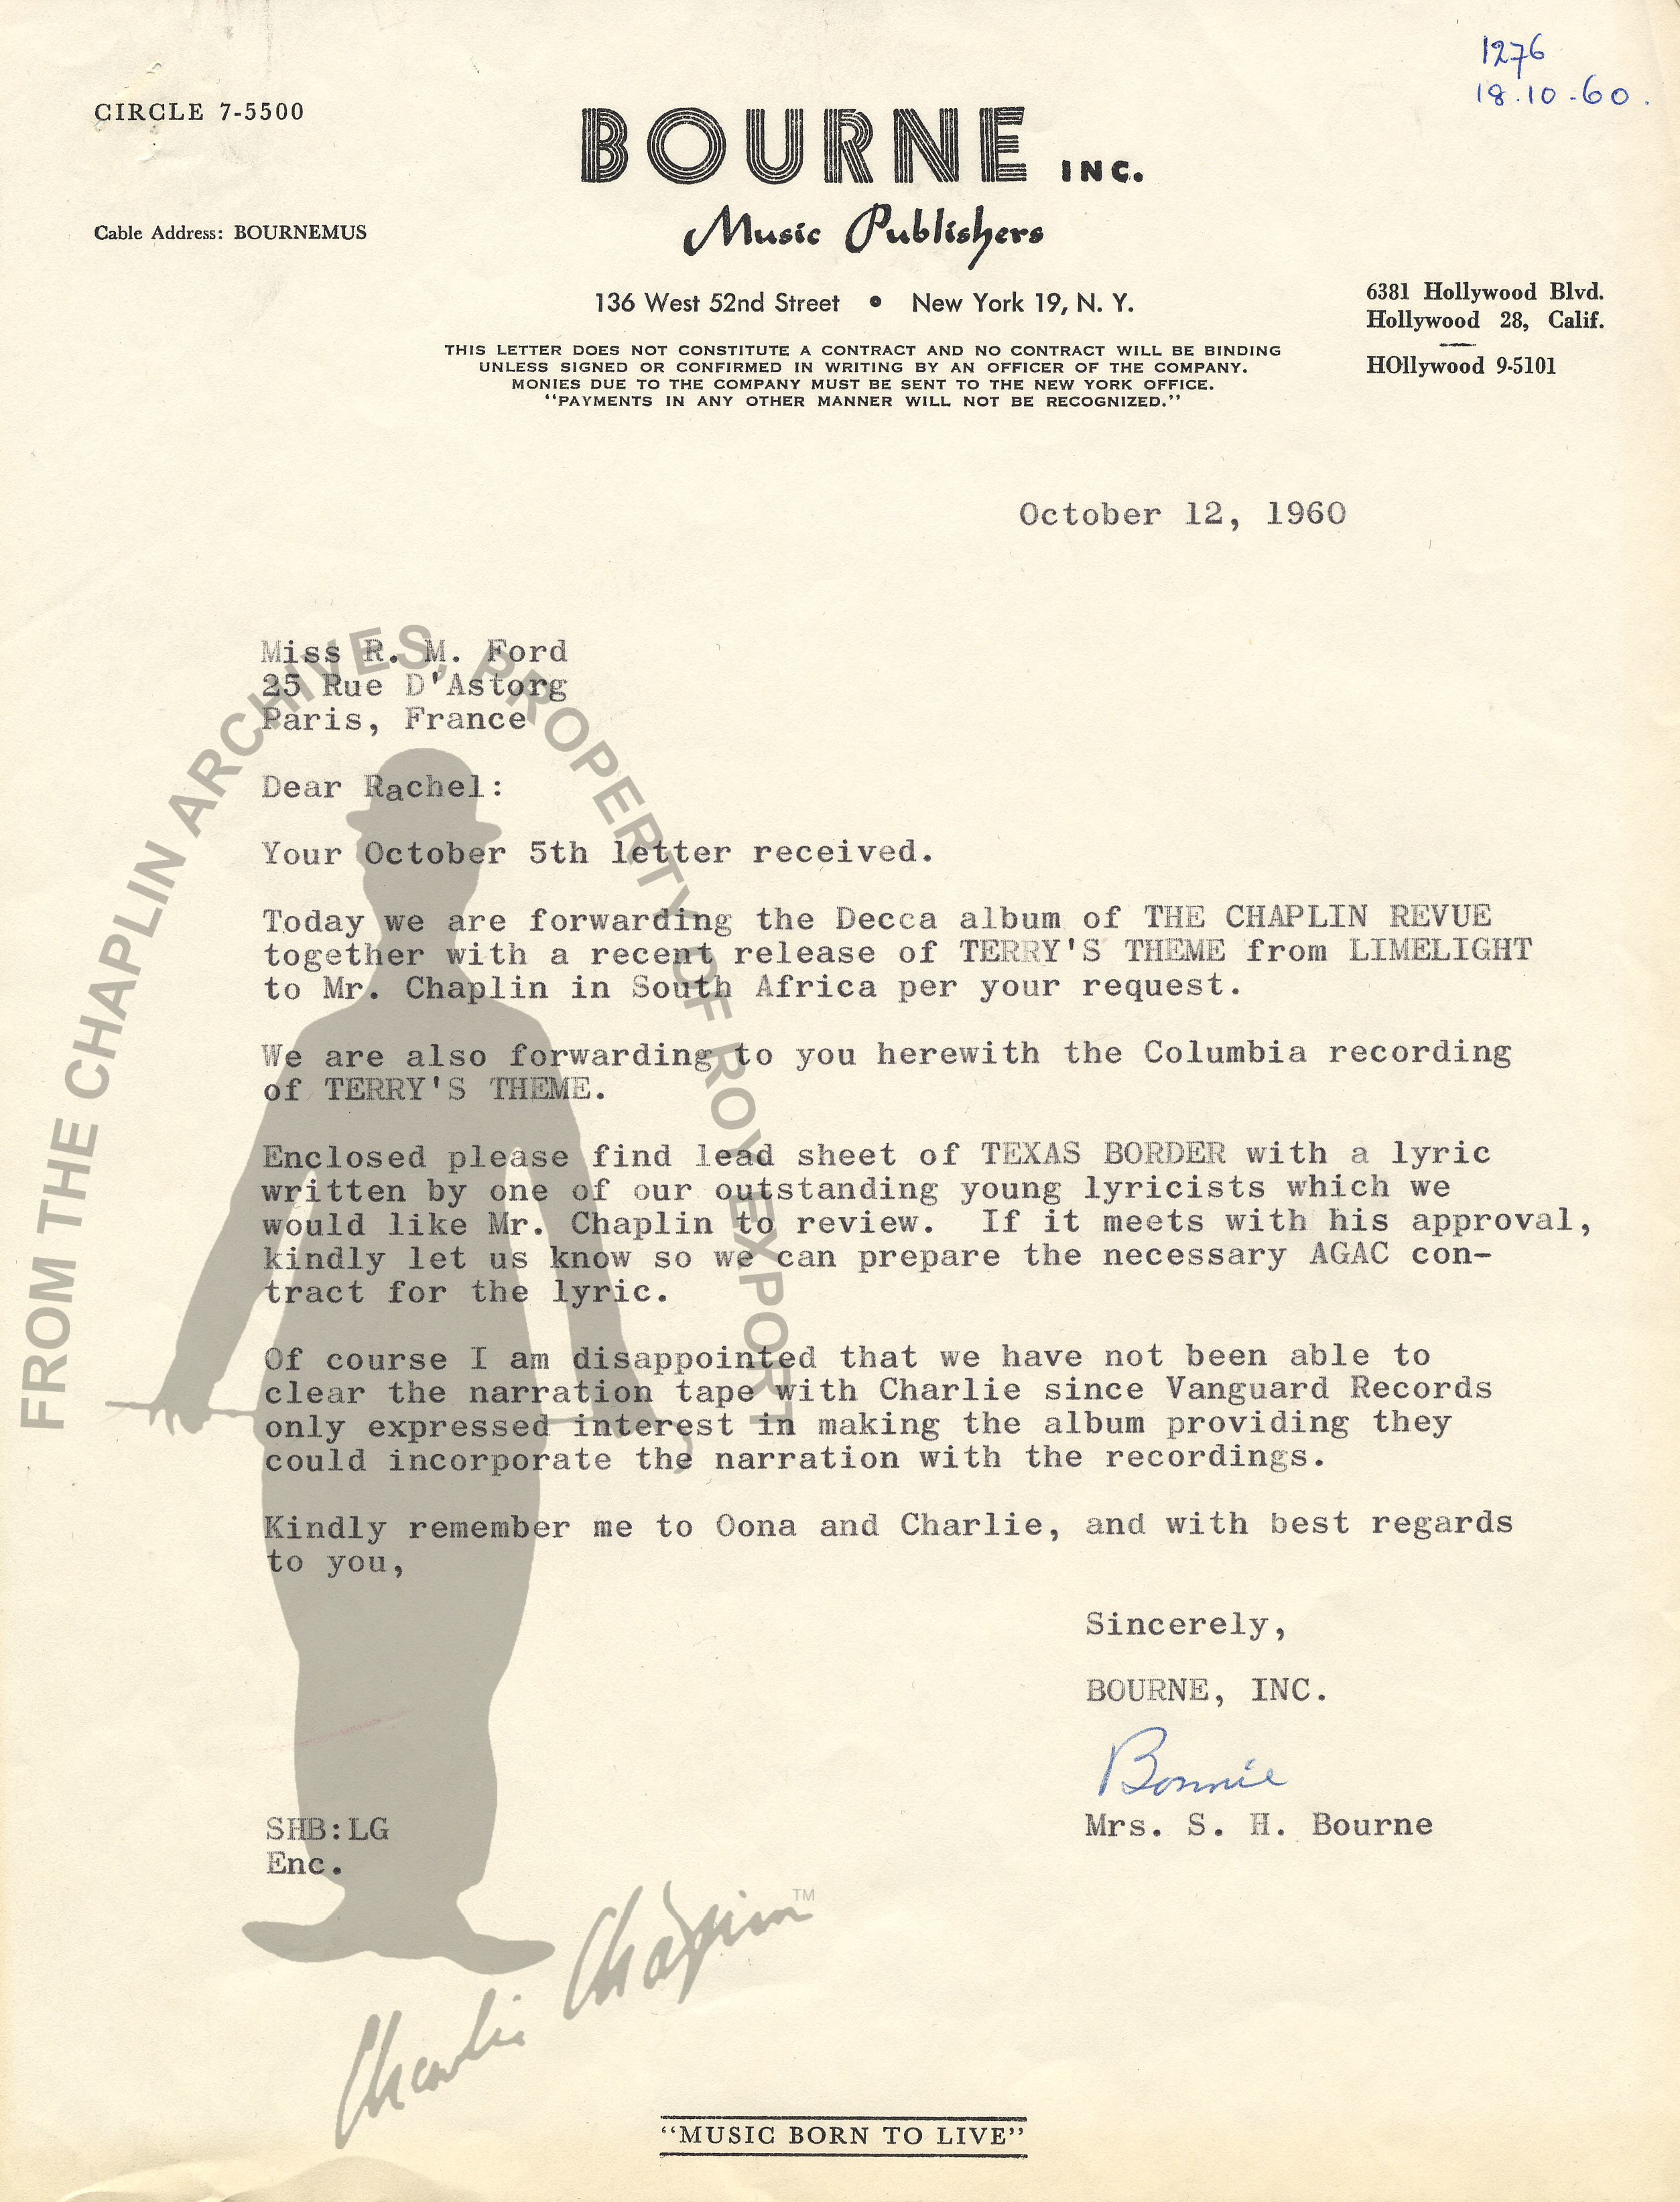 1276
18.10.60.
CIRCLE 7-5500
BOURNE INC.
Cable Address: BOURNEMUS
Music Publishers
136 West 52nd Street • New York 19, N. Y.
6381 Hollywood Blvd.
Hollywood 28, Calif.
HOllywood 9-5101
THIS LETTER DOES NOT CONSTITUTE A CONTRACT AND NO CONTRACT WILL BE BINDING
UNLESS SIGNED OR CONFIRMED IN WRITING BY AN OFFICER OF THE COMPANY.
MONIES DUE TO THE COMPANY MUST BE SENT TO THE NEW YORK OFFICE.
"PAYMENTS IN ANY OTHER MANNER WILL NOT BE RECOGNIZED."
October 12, 1960
Miss R. M. Ford
25 Rue D'Astorg
Paris, France
Dear Rachel:
Your October 5th letter received.
Today we are forwarding the Decca album of THE CHAPLIN REVUE
together with a recent release of TERRY'S THEME from LIMELIGHT
to Mr. Chaplin in South Africa per your request.
We are also forwarding to you herewith the Columbia recording
of TERRY'S THEME.
Enclosed please find lead sheet of TEXAS BORDER with a lyric
written by one of our outstanding young lyricists which we
would like Mr. Chaplin to review. If it meets with his approval,
kindly let us know so we can prepare the necessary AGAC con-
tract for the lyric.
Of course I am disappointed that we have not been able to
clear the narration tape with Charlie since Vanguard Records
only expressed interest in making the album providing they
could incorporate the narration with the recordings.
Kindly remember me to Oona and Charlie, and with best regards
to you,
Sincerely,
BOURNE, INC.
Bonnie
Mrs. S. H. Bourne
SHB:LG
Enc.
FROM THE CHAPLIN ARCHIVES, PROPERTY OF ROY EXPORT
Charlie Chaplin™
"MUSIC BORN TO LIVE"